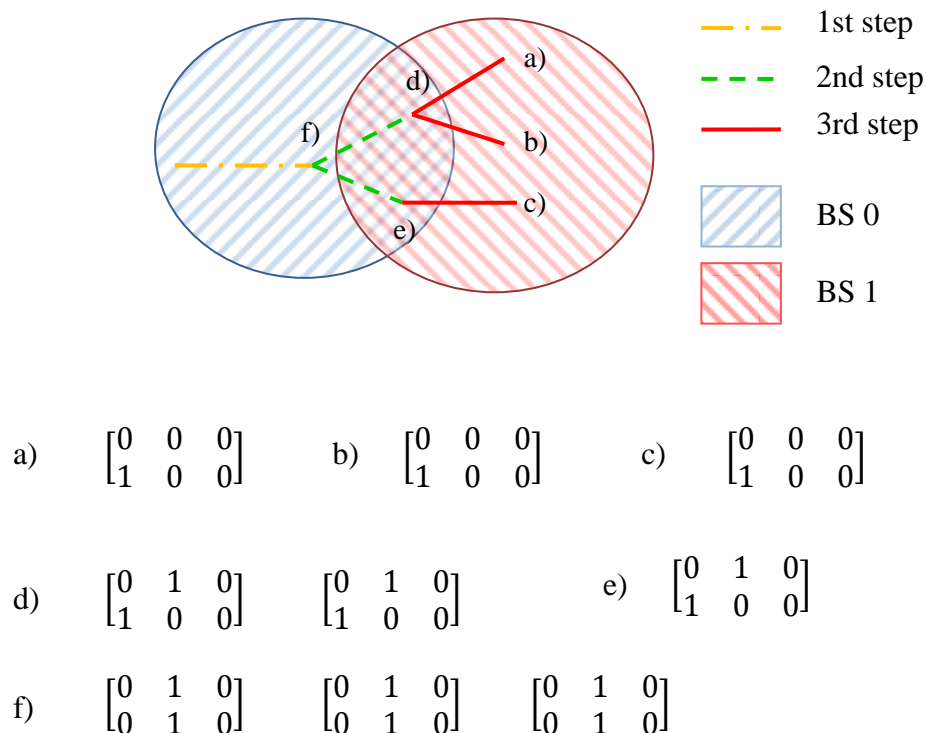 1st step
a)
d)
2nd step
f)
b)
3rd step
c)
e)
BS 0
BS 1
a) [0 0 0] b) [0 0 0] c) [0 0 0]
[1 0 0] [1 0 0] [1 0 0]
d) [0 1 0] [0 1 0] e) [0 1 0]
[1 0 0] [1 0 0] [1 0 0]
f) [0 1 0] [0 1 0] [0 1 0]
[0 1 0] [0 1 0] [0 1 0]